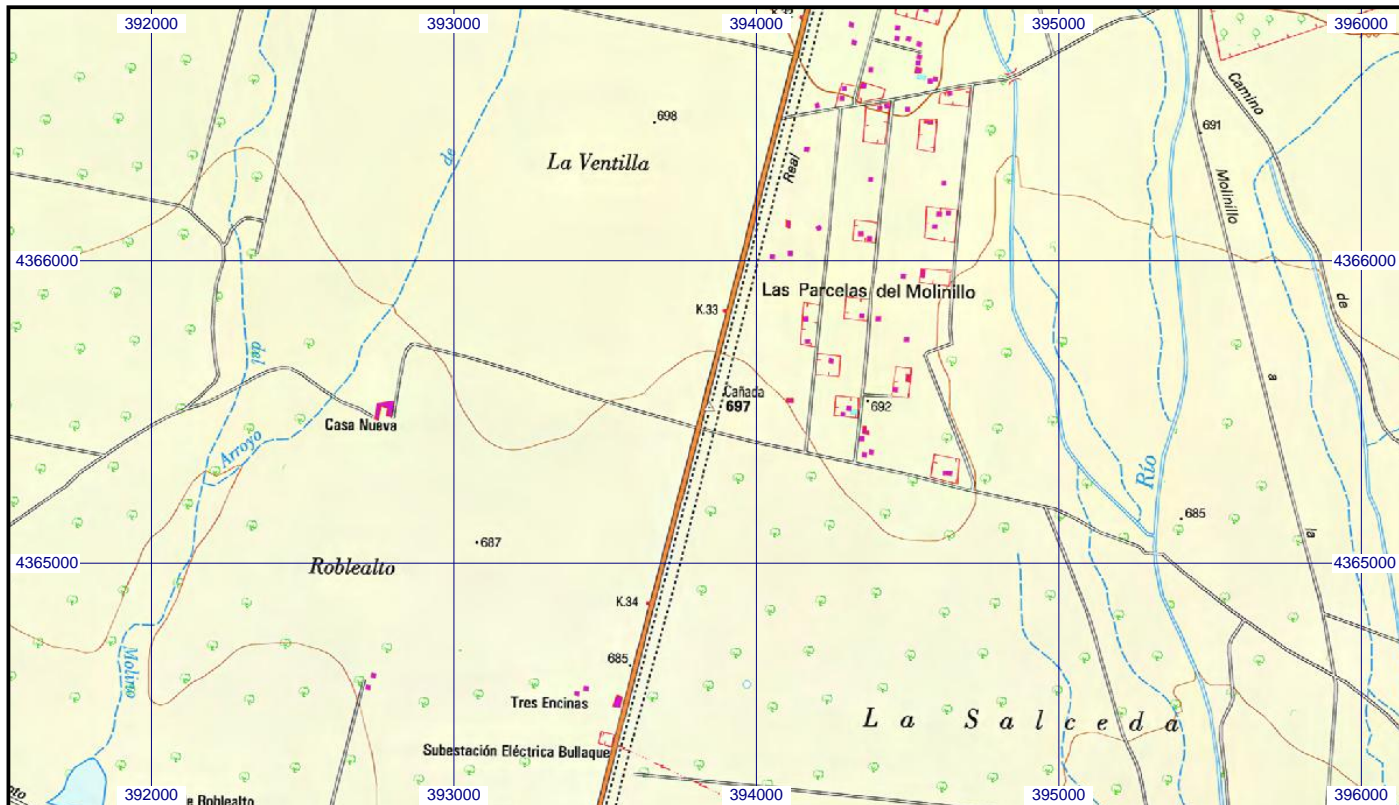 392000
393000
394000
395000
396000
Camino
698
de
691
La Ventilla
Real
Molinillo
4366000
4366000
Las Parcelas del Molinillo
de
K.33
del
a
Cañada
697
692
Casa Nueva
Arroyo
Río
685
la
687
4365000
4365000
Roblealto
K.34
Molino
685
Tres Encinas
La Salceda
Subestación Eléctrica Bullaque
392000
393000
394000
395000
396000
e Roblealto